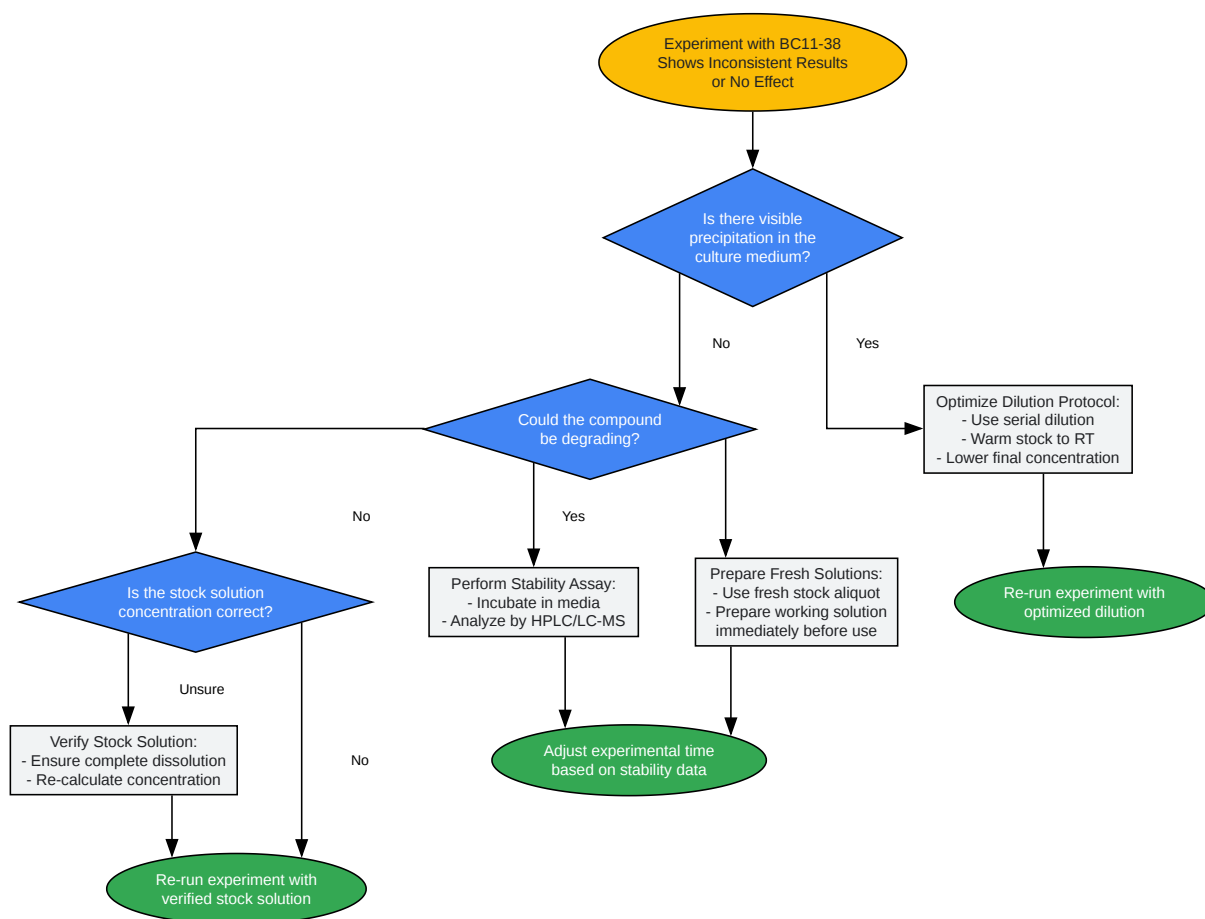 Experiment with BC11-38
Shows Inconsistent Results
or No Effect
Is there visible
precipitation in the
culture medium?
No
Yes
Optimize Dilution Protocol:
- Use serial dilution
- Warm stock to RT
- Lower final concentration
Could the compound
be degrading?
No
Yes
Perform Stability Assay:
- Incubate in media
- Analyze by HPLC/LC-MS
Prepare Fresh Solutions:
- Use fresh stock aliquot
- Prepare working solution
immediately before use
Re-run experiment with
optimized dilution
Is the stock solution
concentration correct?
Unsure
No
Verify Stock Solution:
- Ensure complete dissolution
- Re-calculate concentration
Adjust experimental time
based on stability data
Re-run experiment with
verified stock solution